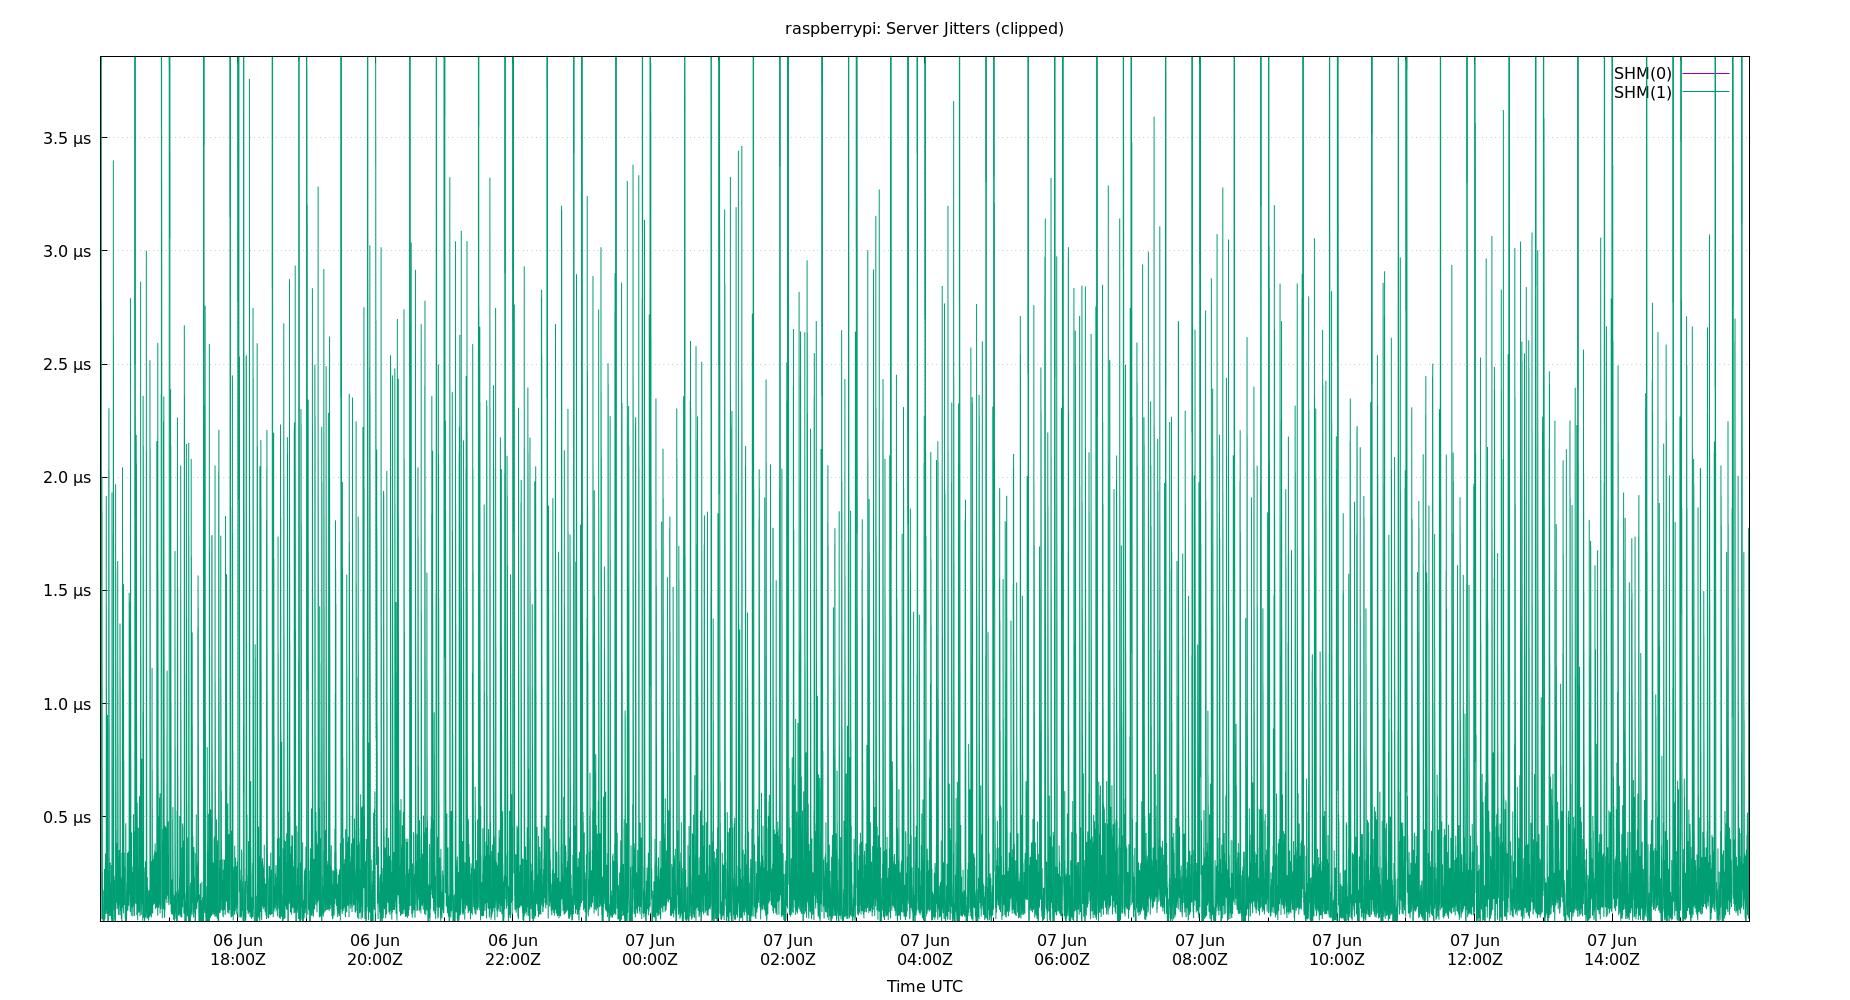 raspberrypi: Server Jitters (clipped)
SHM(0)
SHM(1)
3.5 µs
3.0 µs
2.5 µs
2.0 µs
1.5 µs
1.0 µs
0.5 µs
06 Jun 06 Jun 06 Jun 07 Jun 07 Jun 07 Jun 07 Jun 07 Jun 07 Jun 07 Jun 07 Jun
18:00Z 20:00Z 22:00Z 00:00Z 02:00Z 04:00Z 06:00Z 08:00Z 10:00Z 12:00Z 14:00Z
Time UTC